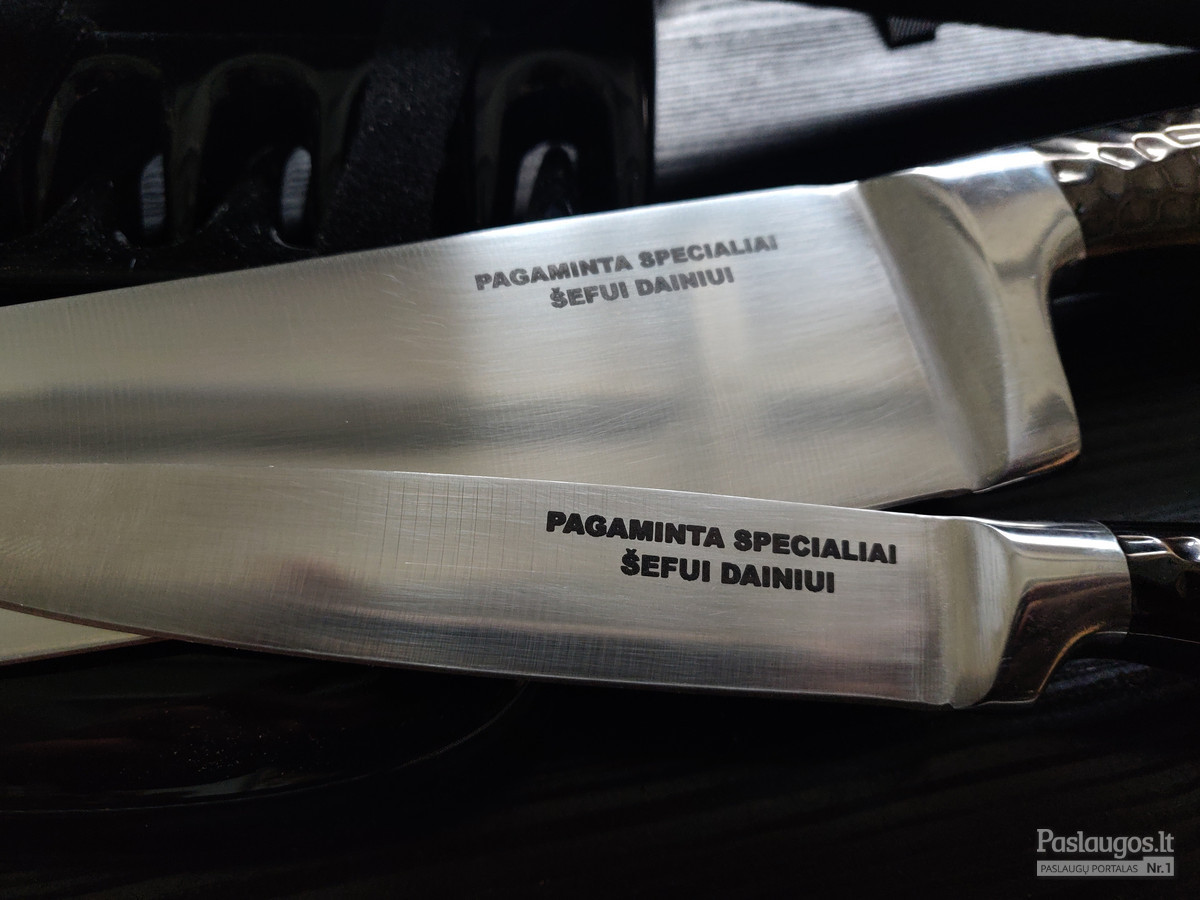 PAGAMINTA SPECIALIAI
ŠEFUI DAINIUI
PAGAMINTA SPECIALIAI
ŠEFUI DAINIUI
Paslaugos.lt
PASLAUGŲ PORTALAS Nr.1